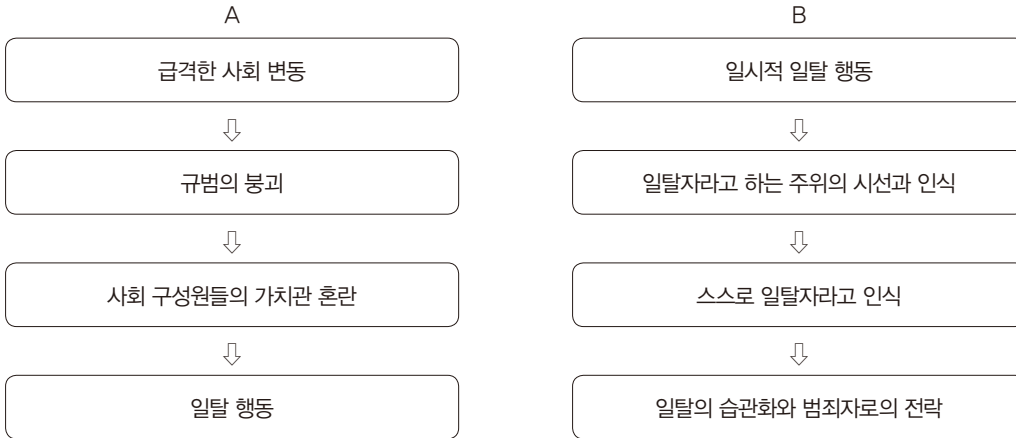 A
급격한 사회 변동
⇩
규범의 붕괴
⇩
사회 구성원들의 가치관 혼란
⇩
일탈 행동
B
일시적 일탈 행동
⇩
일탈자라고 하는 주위의 시선과 인식
⇩
스스로 일탈자라고 인식
⇩
일탈의 습관화와 범죄자로의 전락